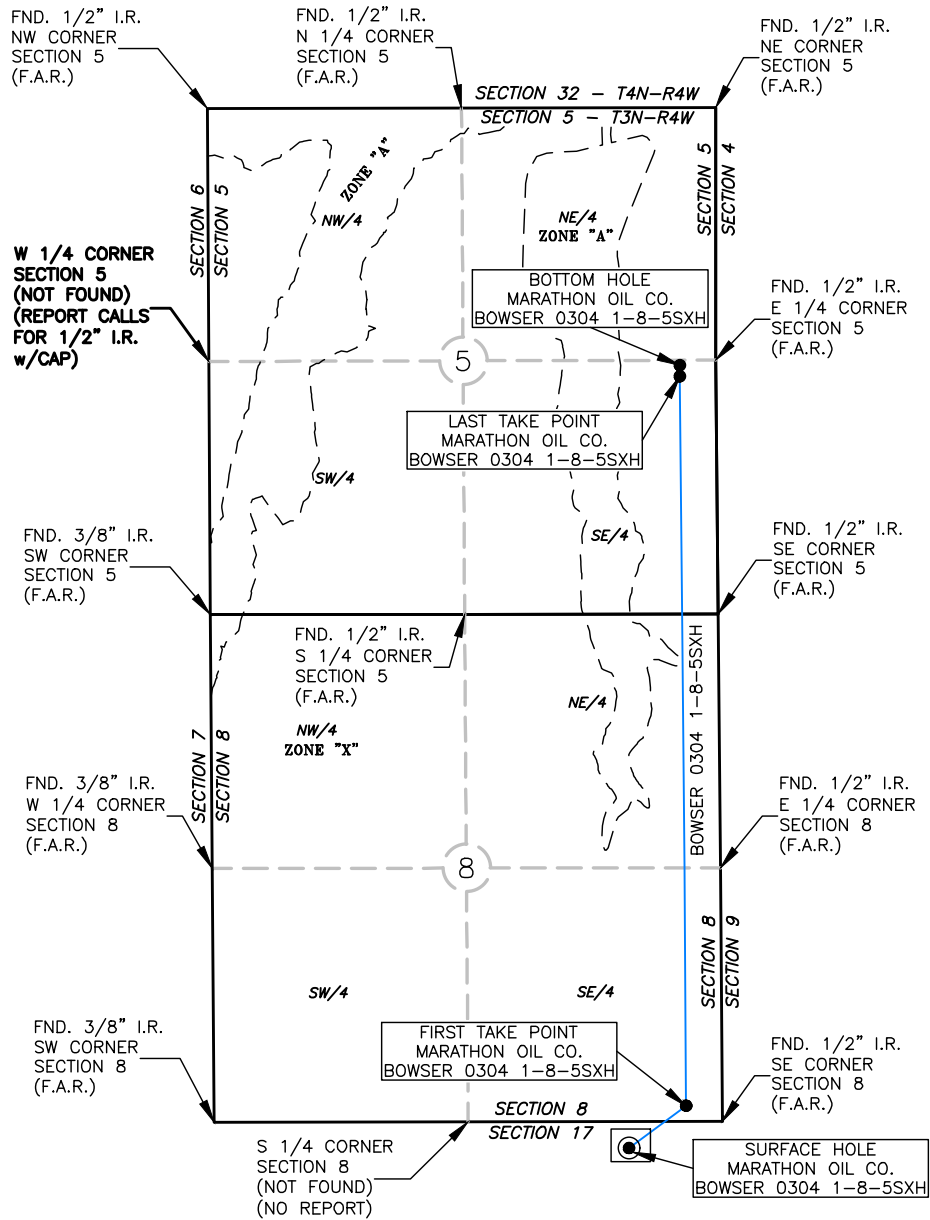 FND. 1/2" I.R.
NW CORNER
SECTION 5
(F.A.R.)
FND. 1/2" I.R.
N 1/4 CORNER
SECTION 5
(F.A.R.)
FND. 1/2" I.R.
NE CORNER
SECTION 5
(F.A.R.)
SECTION 32 - T4N-R4W
SECTION 5 - T3N-R4W
ZONE "A"
SECTION 6
SECTION 5
NW/4
NE/4
ZONE "A"
SECTION 5
SECTION 4
W 1/4 CORNER
SECTION 5
(NOT FOUND)
(REPORT CALLS
FOR 1/2" I.R.
w/CAP)
BOTTOM HOLE
MARATHON OIL CO.
BOWSER 0304 1-8-5SXH
FND. 1/2" I.R.
E 1/4 CORNER
SECTION 5
(F.A.R.)
5
LAST TAKE POINT
MARATHON OIL CO.
BOWSER 0304 1-8-5SXH
SW/4
SE/4
FND. 3/8" I.R.
SW CORNER
SECTION 5
(F.A.R.)
FND. 1/2" I.R.
SE CORNER
SECTION 5
(F.A.R.)
FND. 1/2" I.R.
S 1/4 CORNER
SECTION 5
(F.A.R.)
BOWSER 0304 1-8-5SXH
NE/4
NW/4
ZONE "X"
SECTION 7
SECTION 8
FND. 3/8" I.R.
W 1/4 CORNER
SECTION 8
(F.A.R.)
FND. 1/2" I.R.
E 1/4 CORNER
SECTION 8
(F.A.R.)
8
SECTION 8
SECTION 9
SW/4
SE/4
FND. 3/8" I.R.
SW CORNER
SECTION 8
(F.A.R.)
FIRST TAKE POINT
MARATHON OIL CO.
BOWSER 0304 1-8-5SXH
FND. 1/2" I.R.
SE CORNER
SECTION 8
(F.A.R.)
SECTION 8
SECTION 17
S 1/4 CORNER
SECTION 8
(NOT FOUND)
(NO REPORT)
SURFACE HOLE
MARATHON OIL CO.
BOWSER 0304 1-8-5SXH